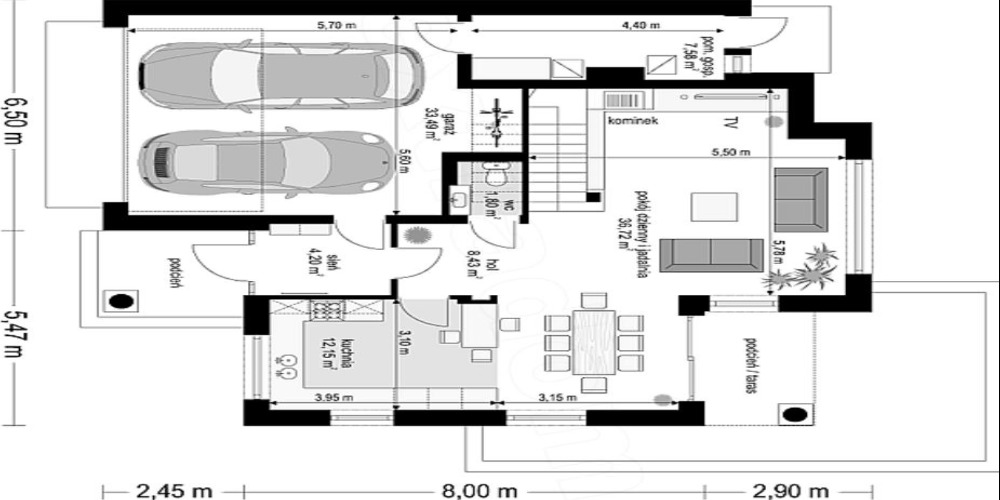 5,70 m
4,40 m
pom. gosp.
7,58 m²
6,50 m
garaż
33,49 m²
5,60
kominek
TV
5,50 m
wc
1,80 m²
pokój dzienny i jadalnia
36,72 m²
5,78 m
podcień
sień
4,20 m²
hol
8,43 m²
5,47 m
kuchnia
12,15 m²
3,10 m
podcień / taras
3.95 m
3,15 m
2,45 m
8,00 m
2,90 m